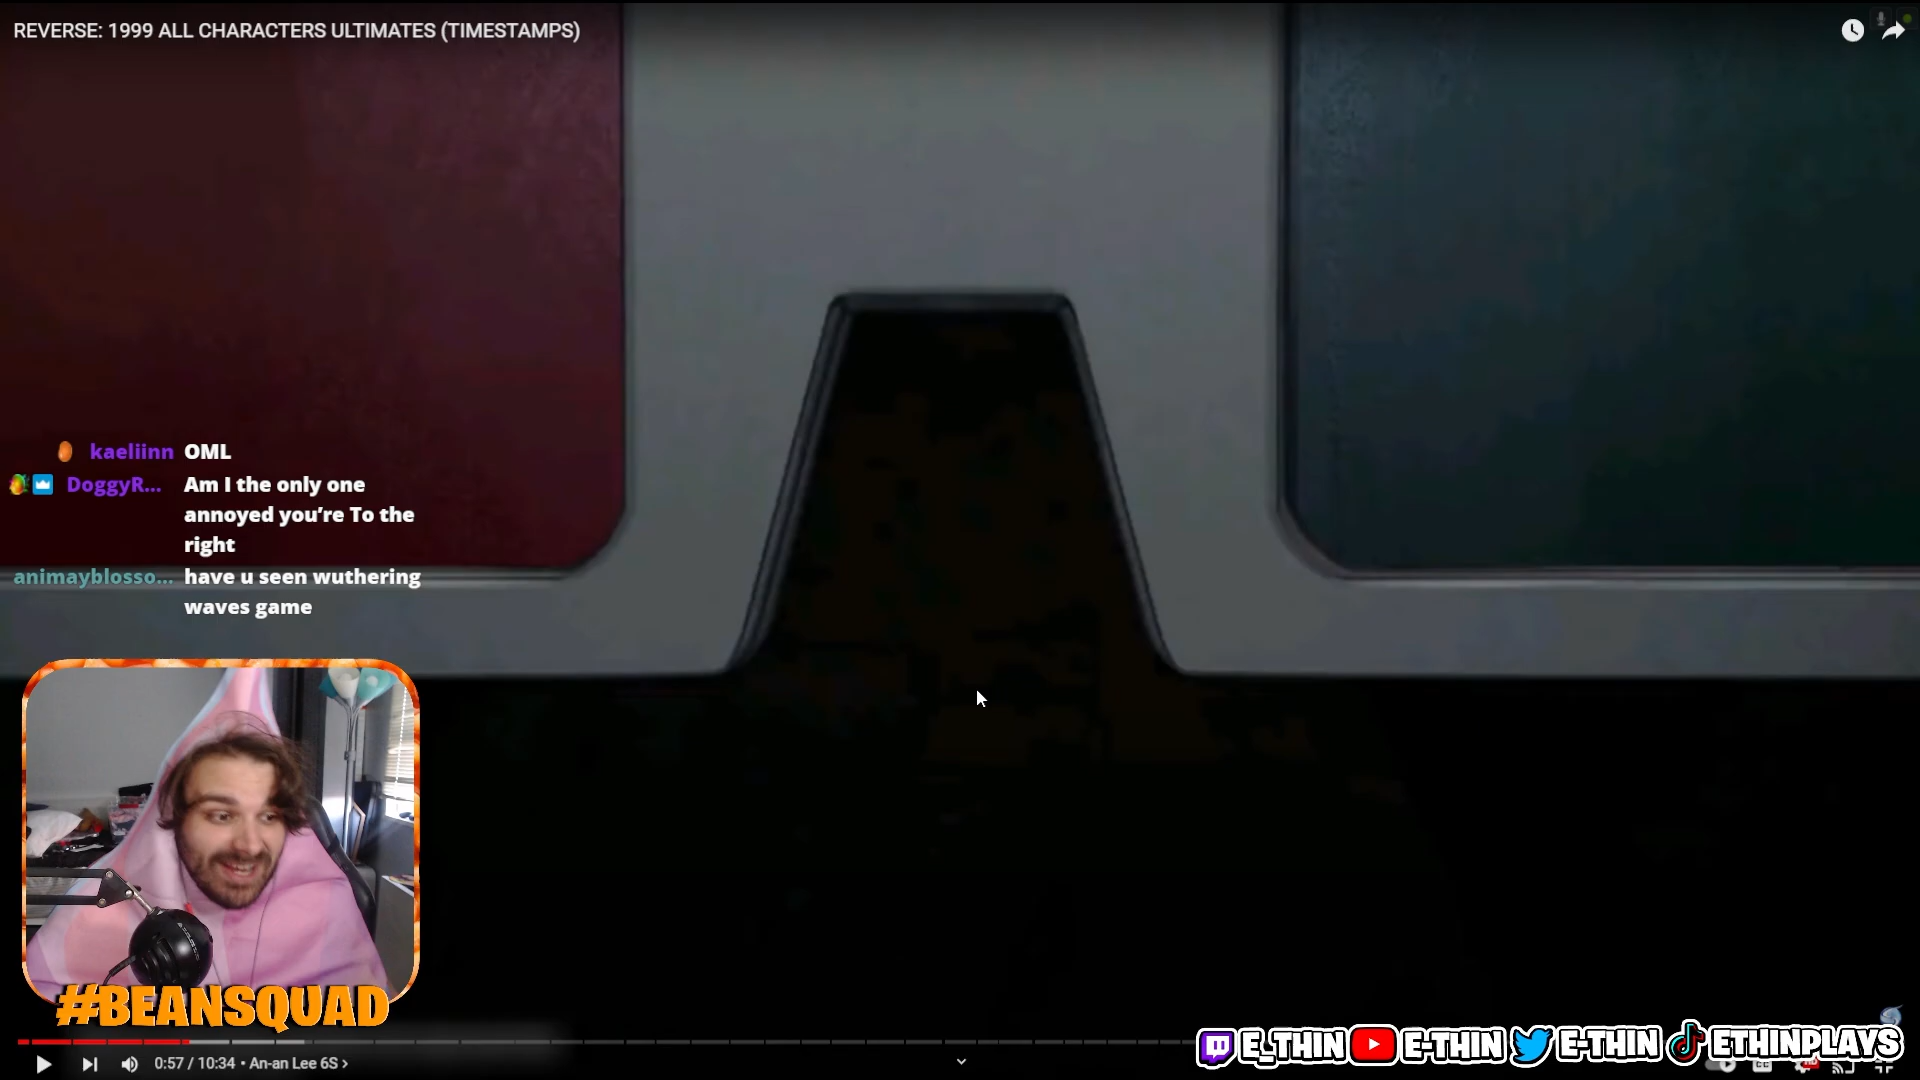 REVERSE: 1999 ALL CHARACTERS ULTIMATES (TIMESTAMPS)
kaeliinn OML
DoggyR... Am I the only one
annoyed you’re To the
right
animayblosso... have u seen wuthering
waves game
#BEANSQUAD
0:57 / 10:34 • An-an Lee 6S ›
E_THIN E-THIN E-THIN ETHINPLAYS